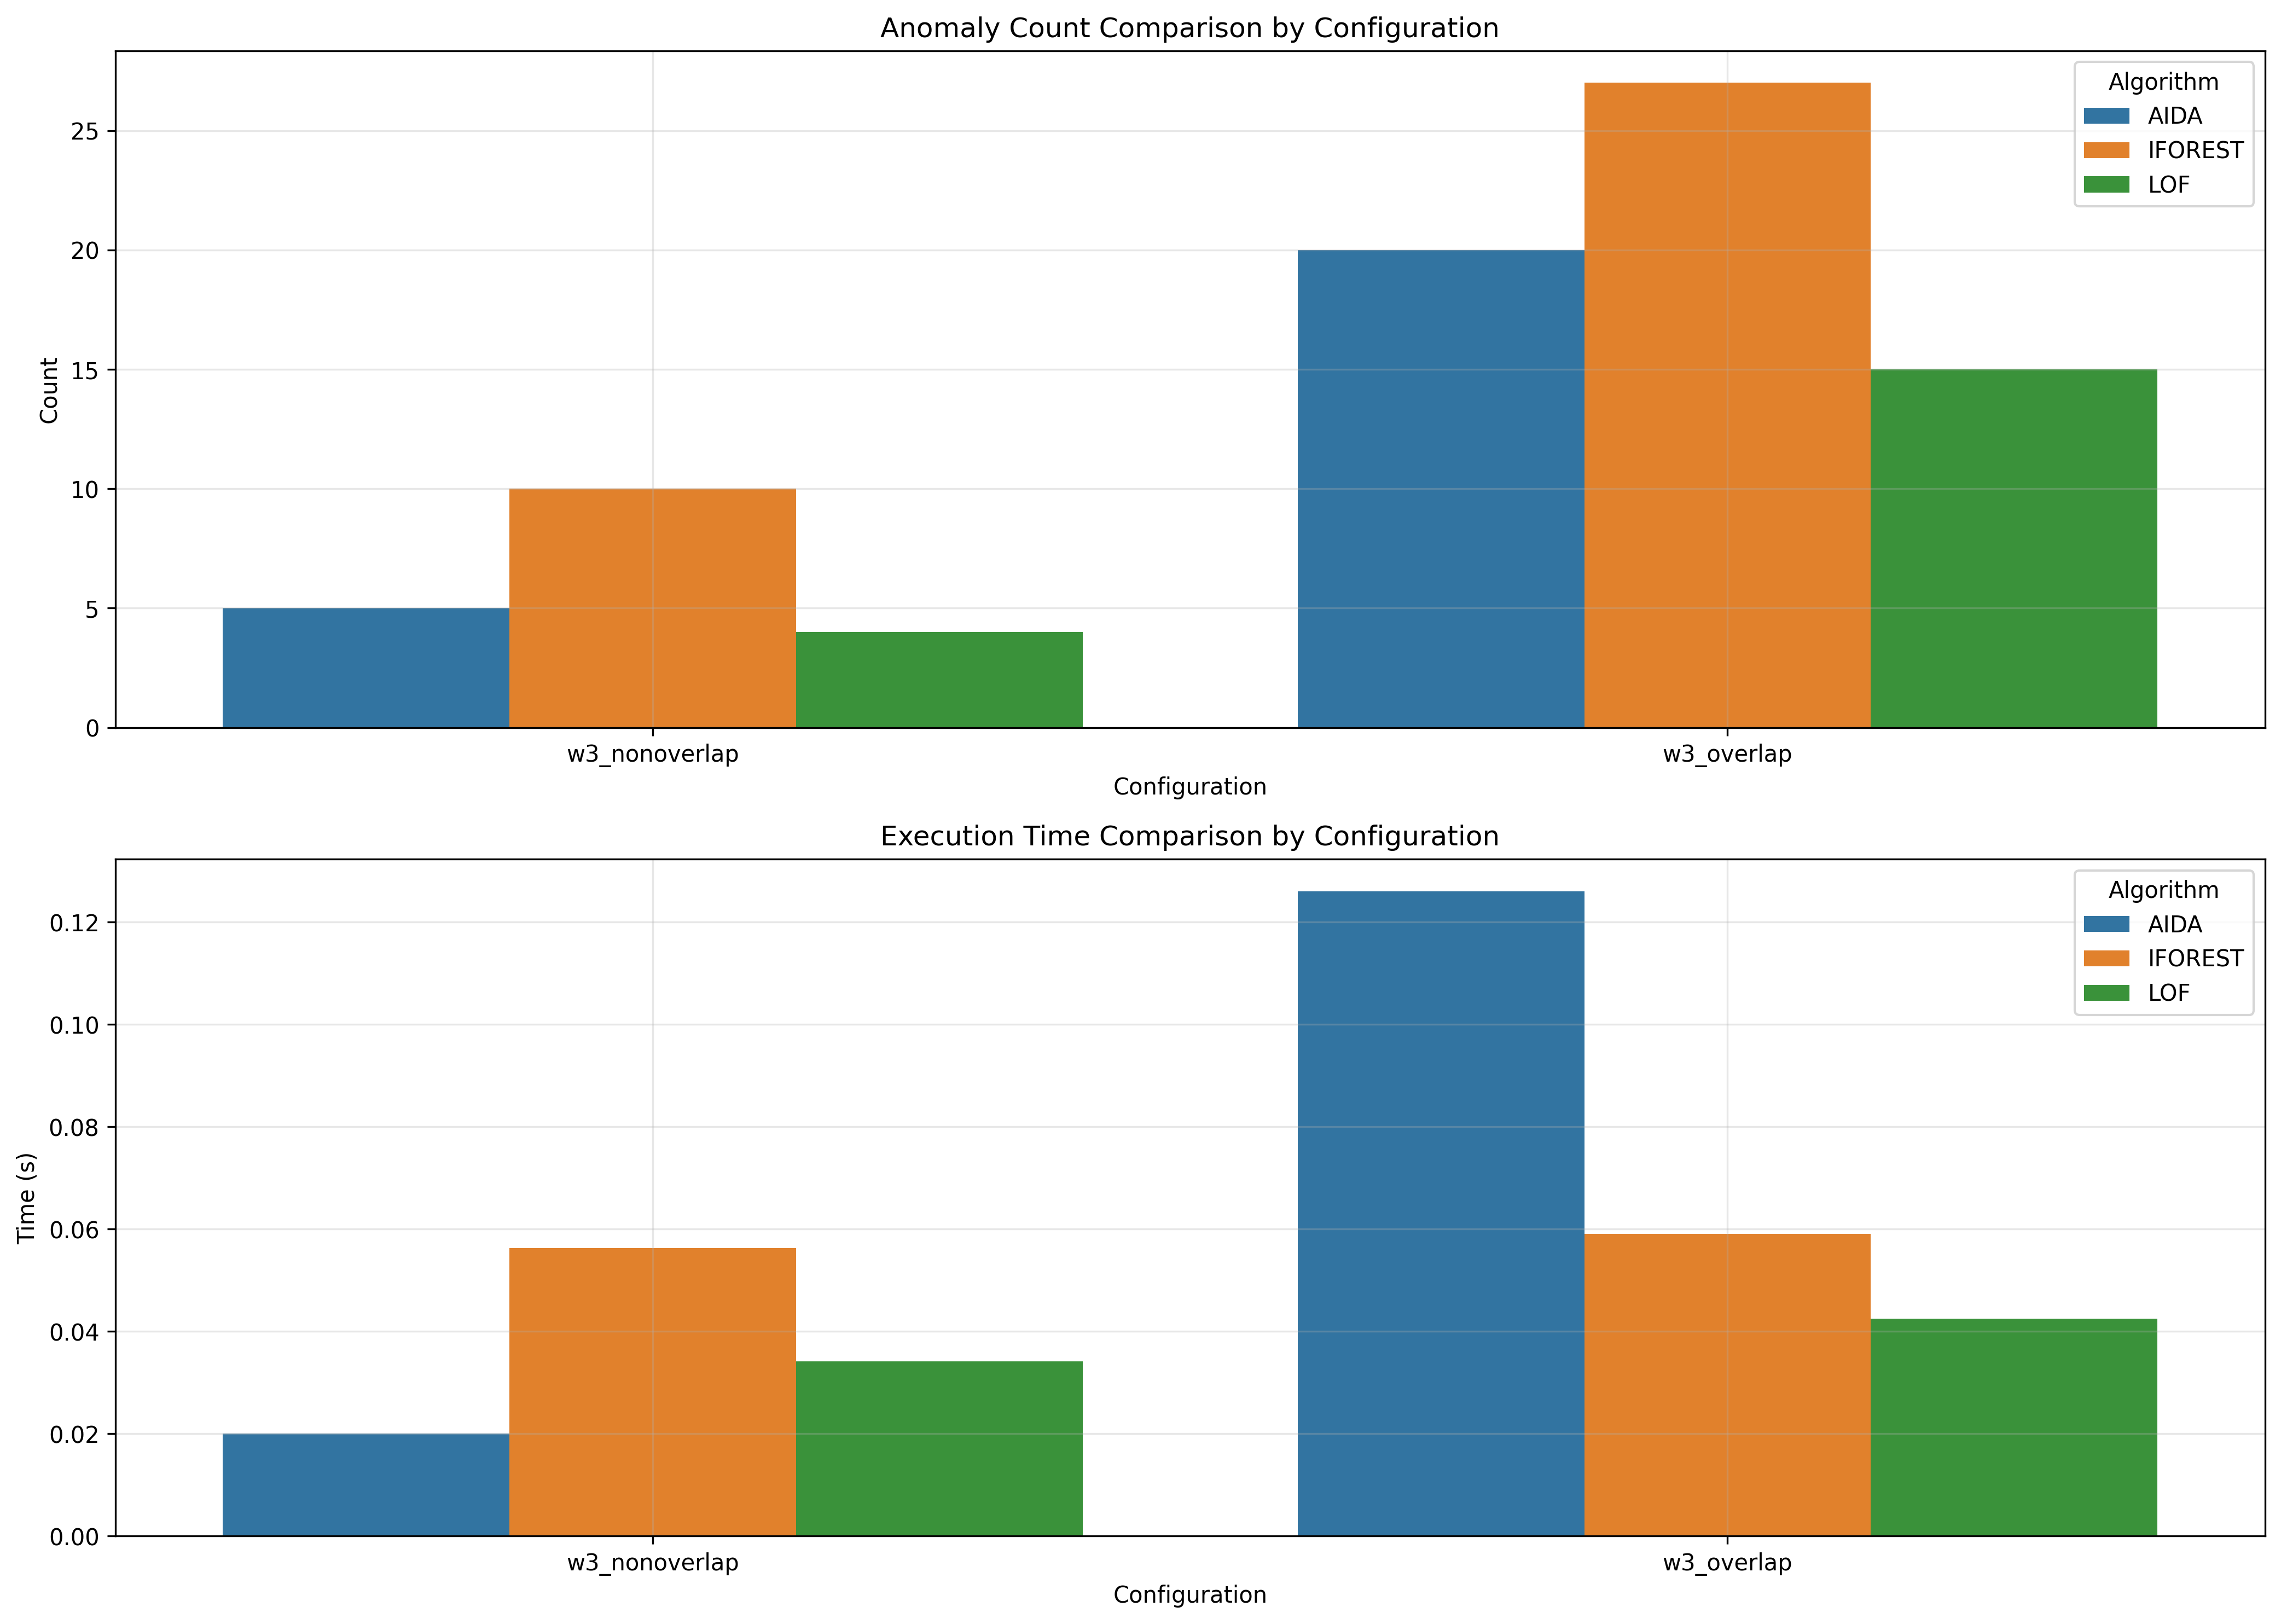 Anomaly Count Comparison by Configuration
Algorithm
AIDA
IFOREST
LOF
Count
25
20
15
10
5
0
w3_nonoverlap
w3_overlap
Configuration
Execution Time Comparison by Configuration
Algorithm
AIDA
IFOREST
LOF
Time (s)
0.12
0.10
0.08
0.06
0.04
0.02
0.00
w3_nonoverlap
w3_overlap
Configuration